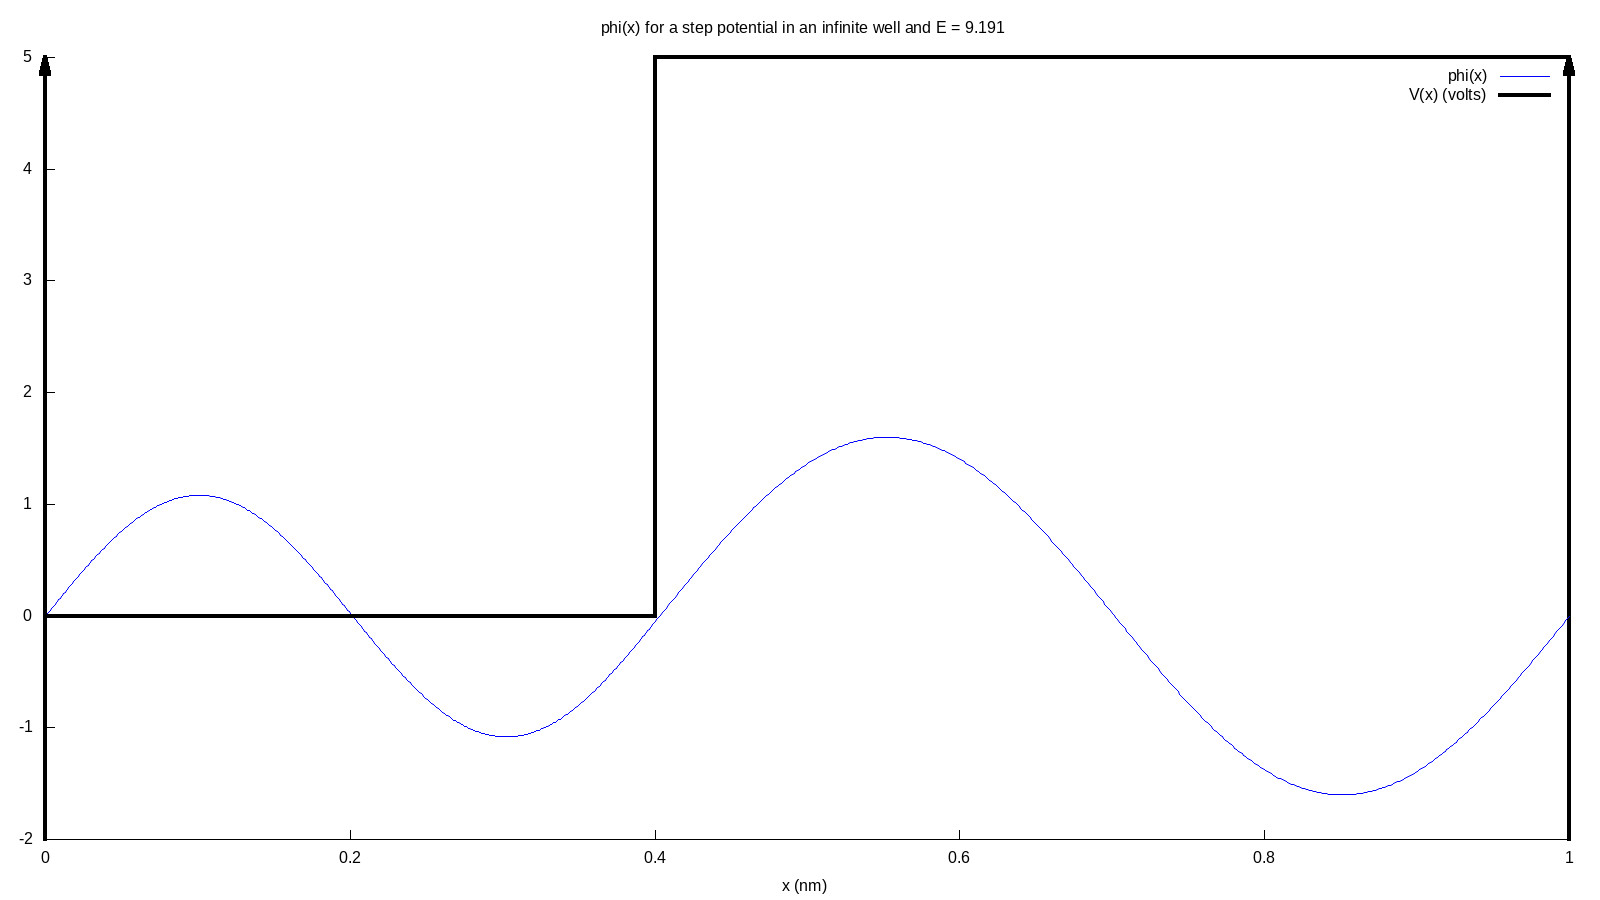 phi(x) for a step potential in an infinite well and E = 9.191
5
phi(x)
V(x) (volts)
4
3
2
1
0
-1
-2
0 0.2 0.4 0.6 0.8 1
x (nm)